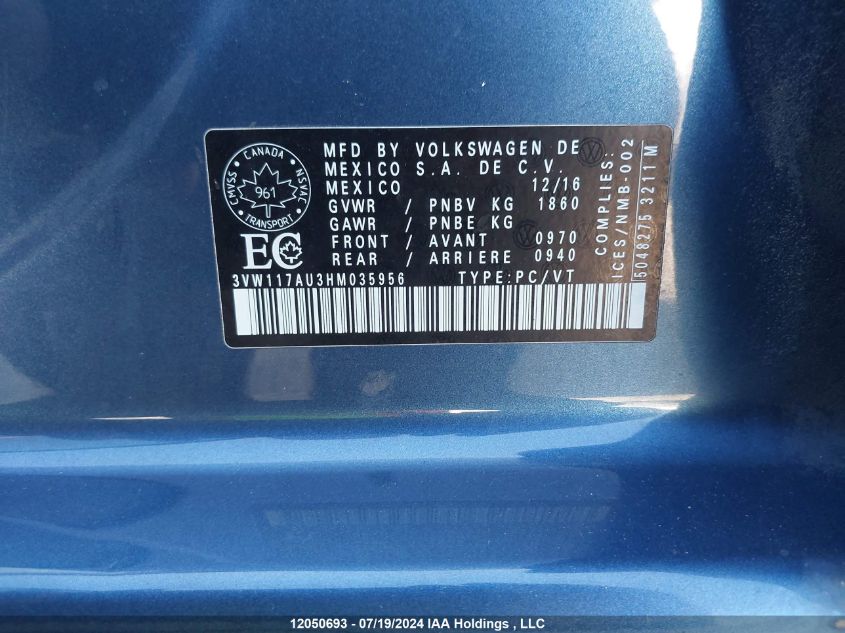 CANADA
CMVSS
NSVAC
961
TRANSPORT
EC
MFD BY VOLKSWAGEN DE
MEXICO S.A. DE C.V.
MEXICO 12/16
GVWR / PNBV KG 1860
GAWR / PNBE KG
FRONT / AVANT 0970
REAR / ARRIERE 0940
3VW117AU3HM035956 TYPE:PC/VT
COMPLIES:
ICES/NMB-002
5048275 3211 M
12050693 - 07/19/2024 IAA Holdings , LLC